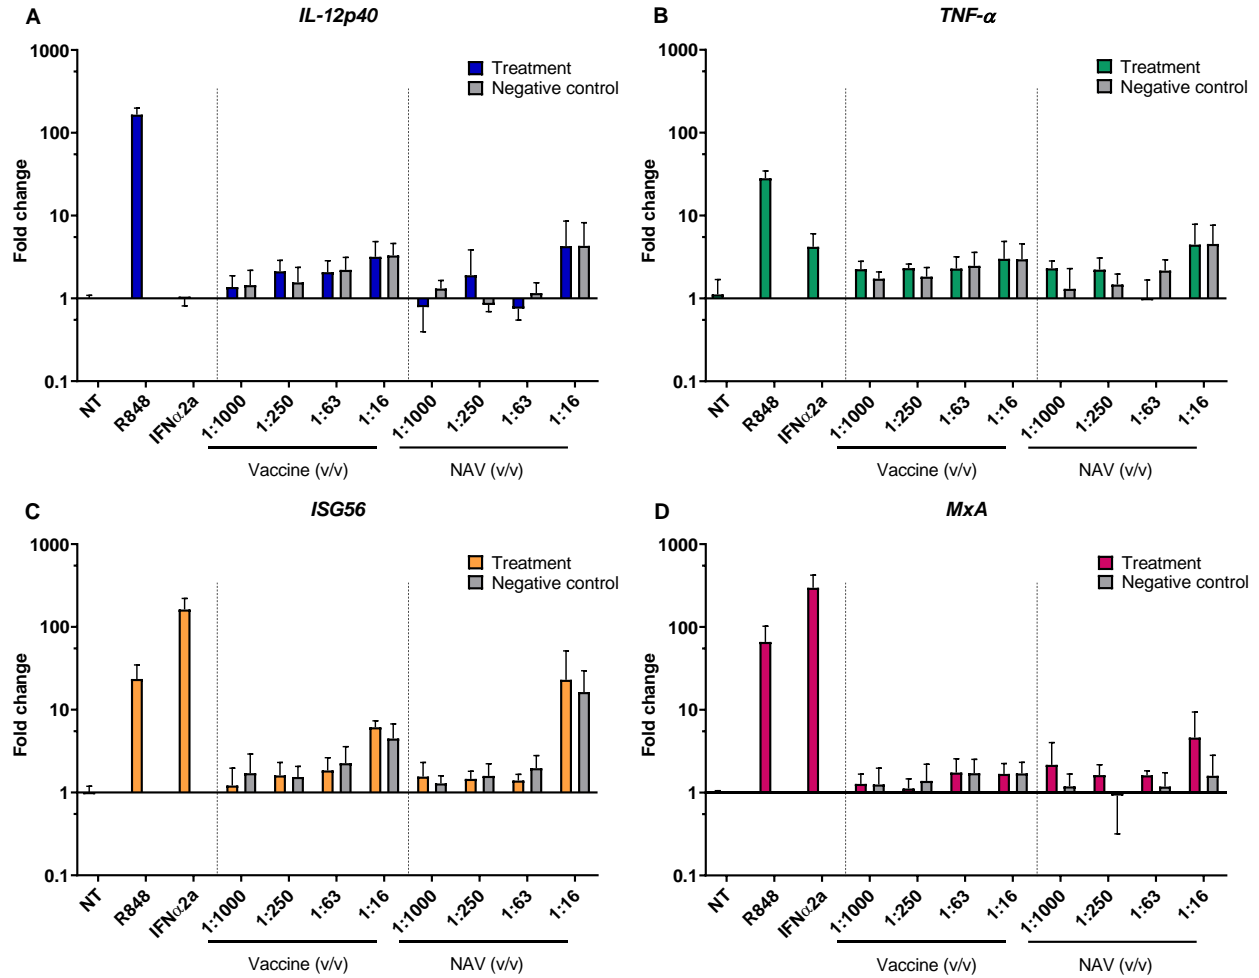 A
IL-12p40
1000
100
10
1
0.1
Fold change
Treatment
Negative control
NT
R848
IFNα2a
1:1000
1:250
1:63
1:16
1:1000
1:250
1:63
1:16
Vaccine (v/v)
NAV (v/v)
B
TNF-α
1000
100
10
1
0.1
Fold change
Treatment
Negative control
NT
R848
IFNα2a
1:1000
1:250
1:63
1:16
1:1000
1:250
1:63
1:16
Vaccine (v/v)
NAV (v/v)
C
ISG56
1000
100
10
1
0.1
Fold change
Treatment
Negative control
NT
R848
IFNα2a
1:1000
1:250
1:63
1:16
1:1000
1:250
1:63
1:16
Vaccine (v/v)
NAV (v/v)
D
MxA
1000
100
10
1
0.1
Fold change
Treatment
Negative control
NT
R848
IFNα2a
1:1000
1:250
1:63
1:16
1:1000
1:250
1:63
1:16
Vaccine (v/v)
NAV (v/v)